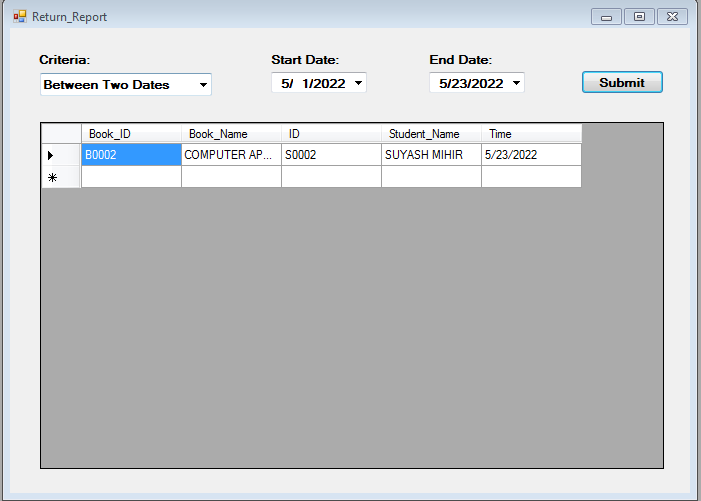 Return_Report
Criteria: Start Date: End Date:
Between Two Dates 5/ 1/2022 5/23/2022 Submit
Book_ID Book_Name ID Student_Name Time
B0002 COMPUTER AP... S0002 SUYASH MIHIR 5/23/2022